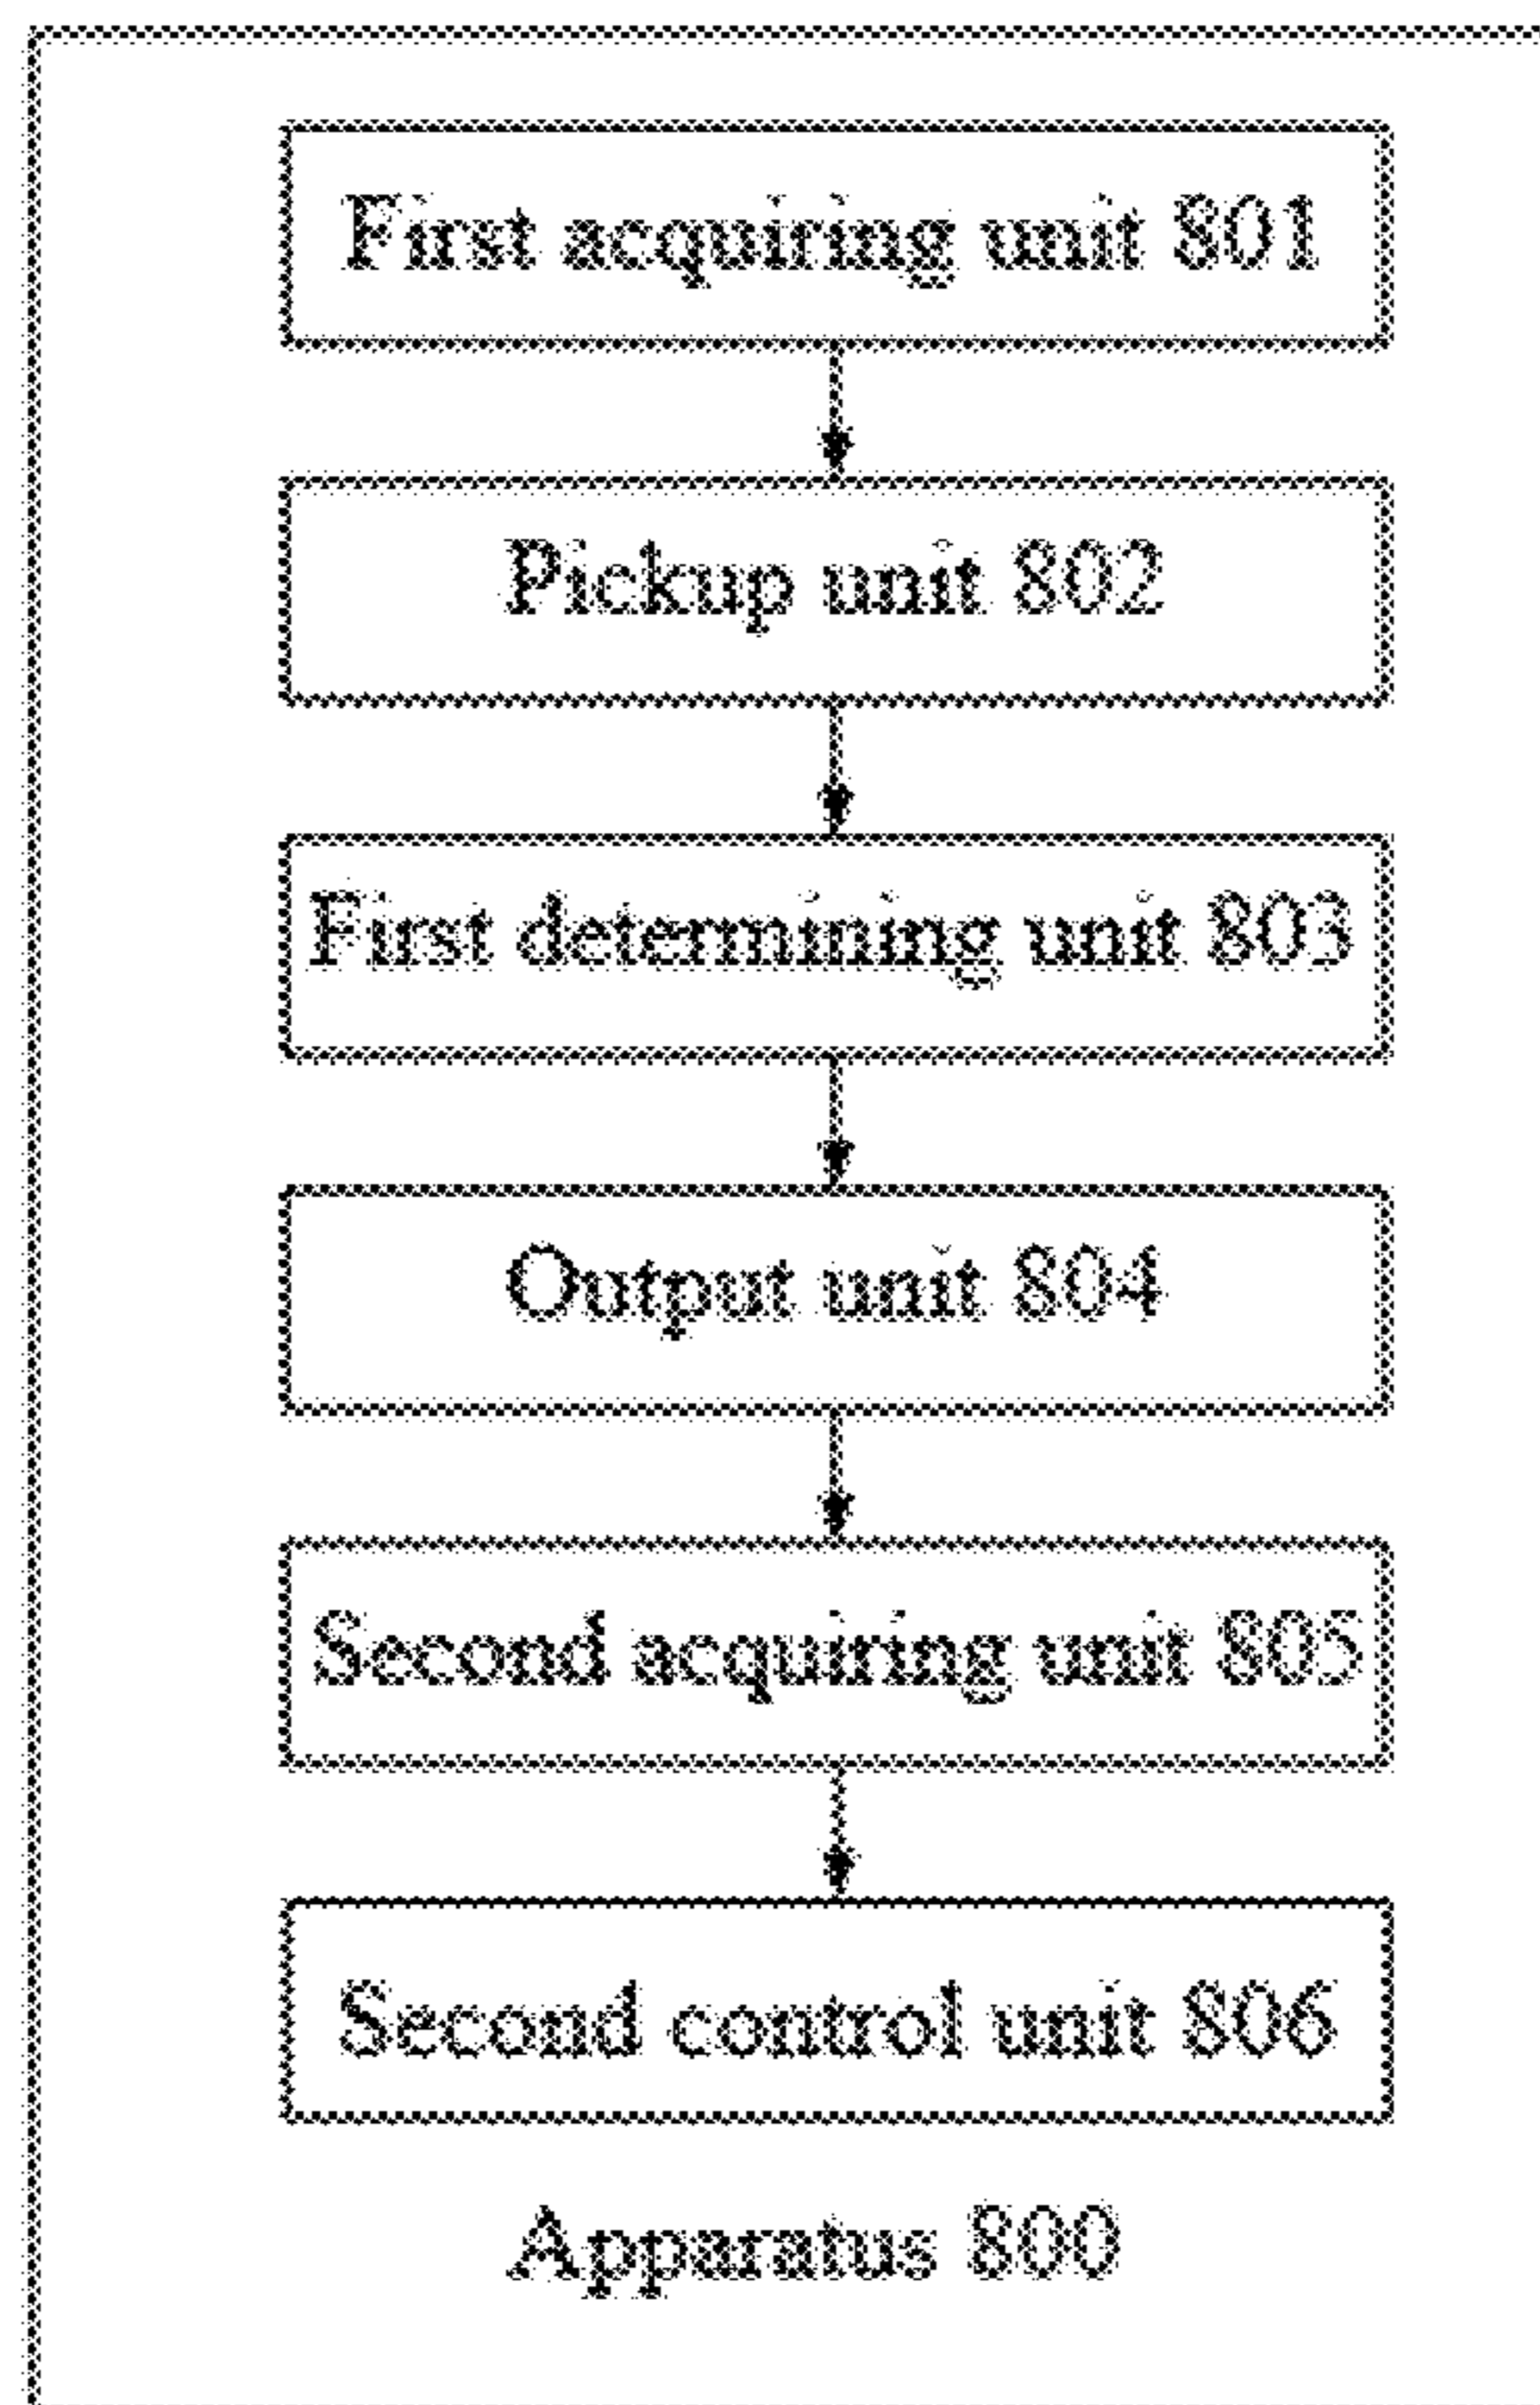 First acquiring unit 801
Pickup unit 802
First determining unit 803
Output unit 804
Second acquiring unit 805
Second control unit 806
Apparatus 800